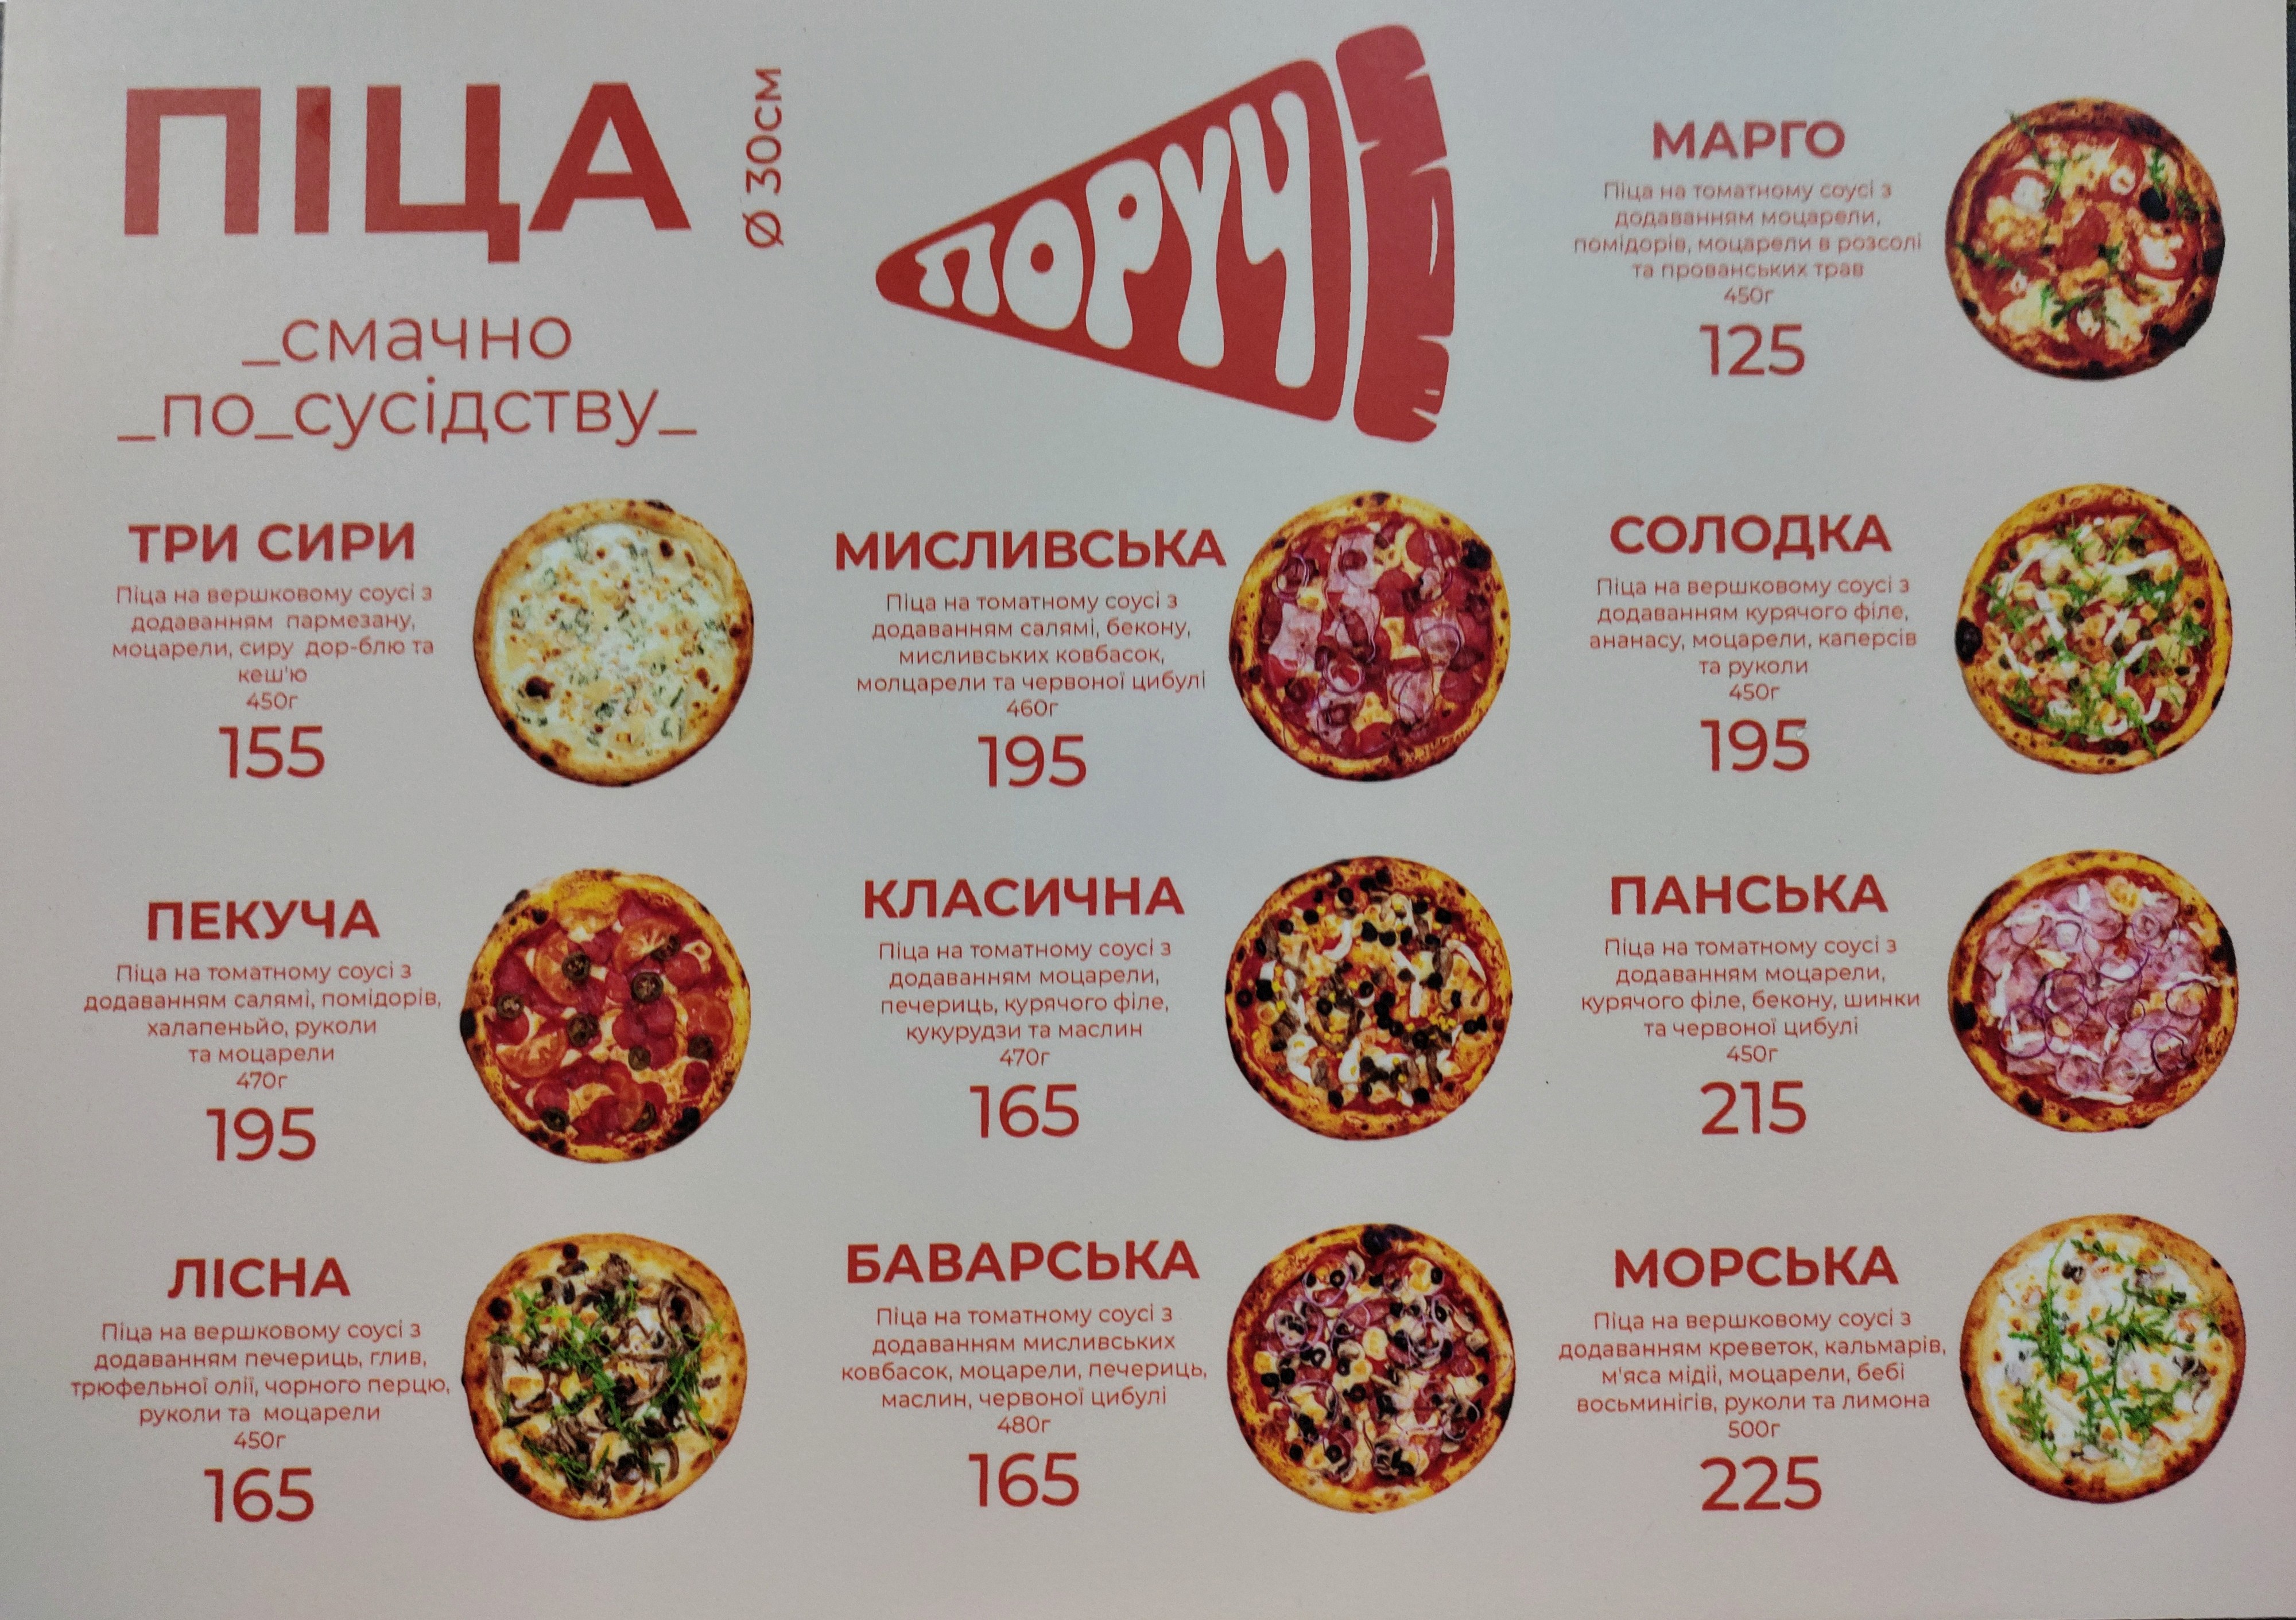 ПІЦА
Ø 30см
_смачно
_по_сусідству_
ПОРУЧ
МАРГО
Піца на томатному соусі з
додаванням моцарели,
помідорів, моцарели в розсолі
та прованських трав
450г
125
ТРИ СИРИ
Піца на вершковому соусі з
додаванням пармезану,
моцарели, сиру дор-блю та
кеш'ю
450г
155
МИСЛИВСЬКА
Піца на томатному соусі з
додаванням салямі, бекону,
мисливських ковбасок,
молцарели та червоної цибулі
460г
195
СОЛОДКА
Піца на вершковому соусі з
додаванням курячого філе,
ананасу, моцарели, каперсів
та руколи
450г
195
ПЕКУЧА
Піца на томатному соусі з
додаванням салямі, помідорів,
халапеньйо, руколи
та моцарели
470г
195
КЛАСИЧНА
Піца на томатному соусі з
додаванням моцарели,
печериць, курячого філе,
кукурудзи та маслин
470г
165
ПАНСЬКА
Піца на томатному соусі з
додаванням моцарели,
курячого філе, бекону, шинки
та червоної цибулі
450г
215
ЛІСНА
Піца на вершковому соусі з
додаванням печериць, глив,
трюфельної олії, чорного перцю,
руколи та моцарели
450г
165
БАВАРСЬКА
Піца на томатному соусі з
додаванням мисливських
ковбасок, моцарели, печериць,
маслин, червоної цибулі
480г
165
МОРСЬКА
Піца на вершковому соусі з
додаванням креветок, кальмарів,
м'яса мідіі, моцарели, бебі
восьминігів, руколи та лимона
500г
225